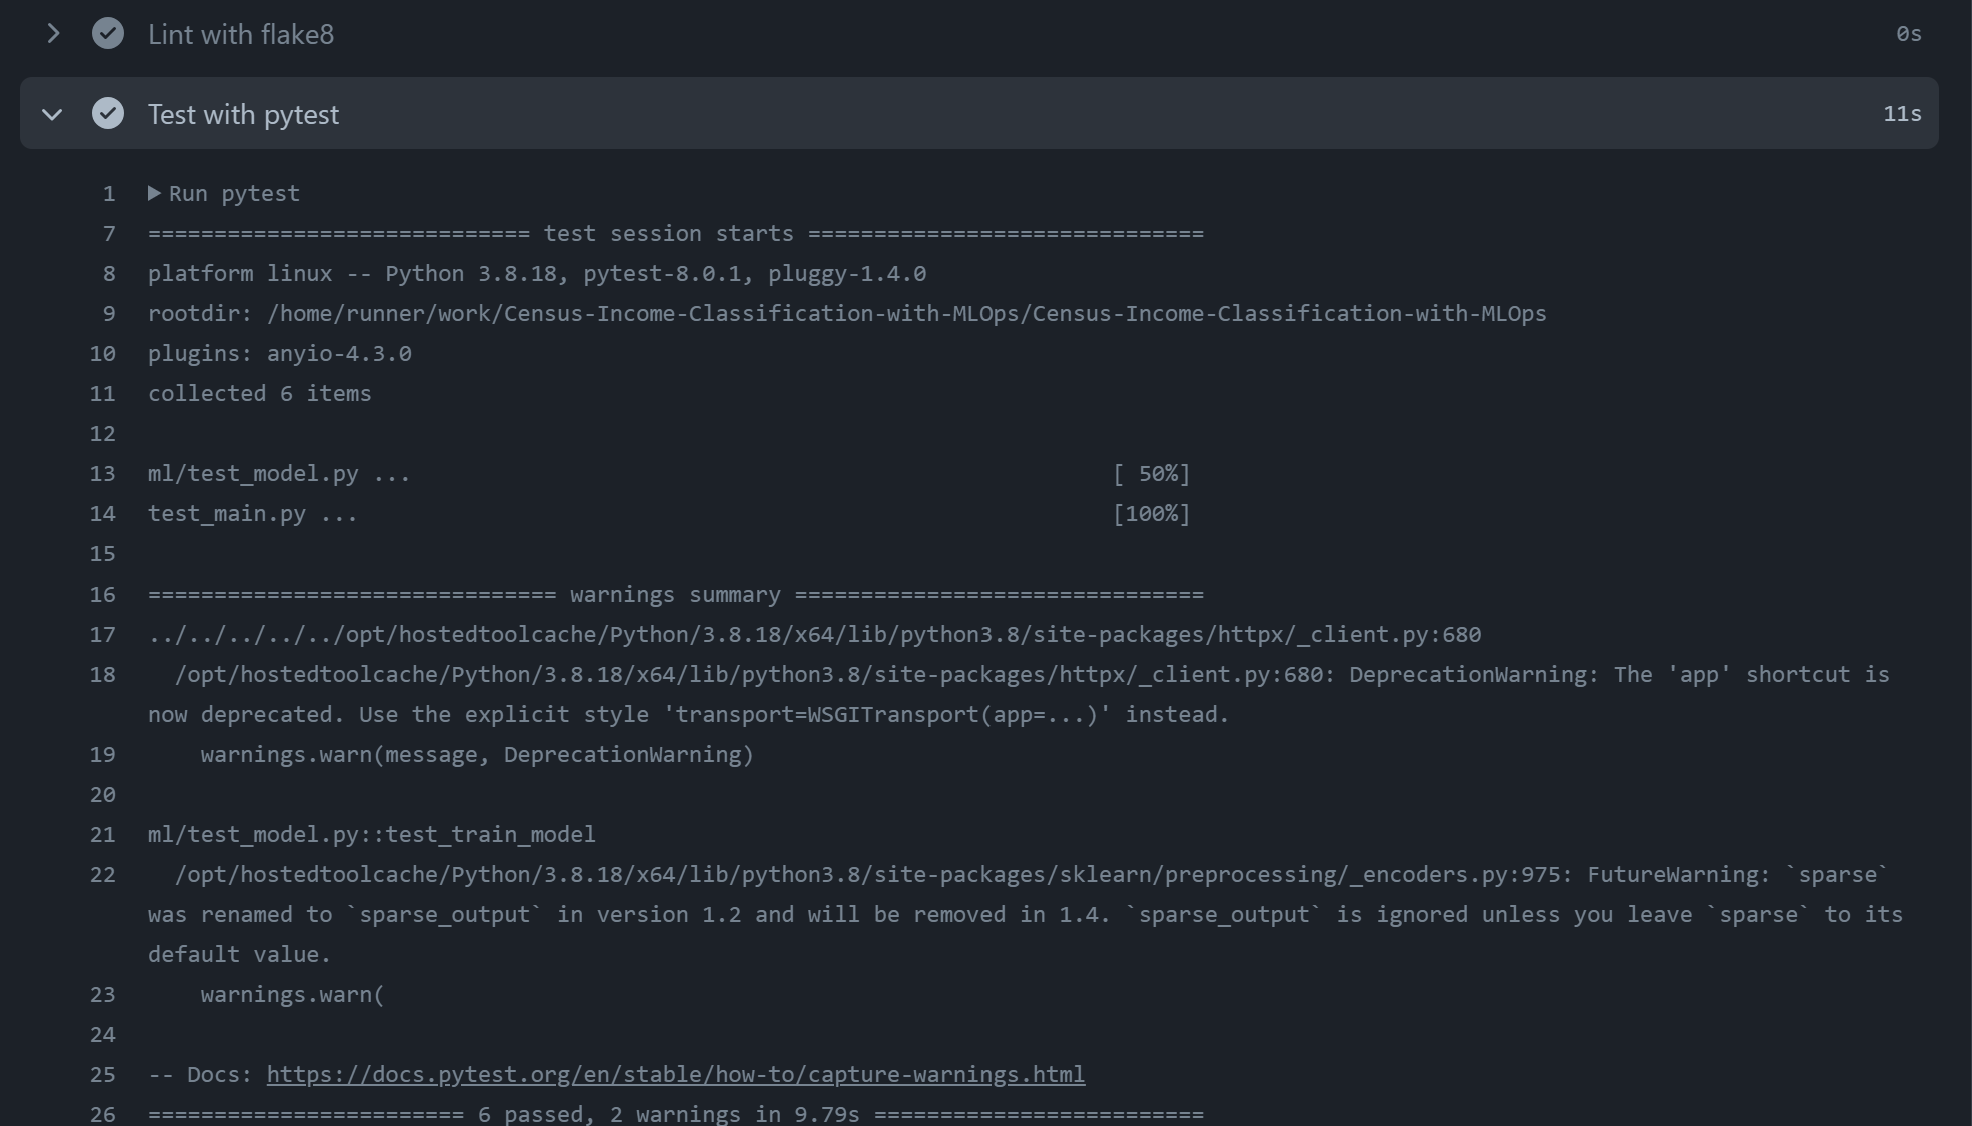 Lint with flake8 0s
Test with pytest 11s
1 Run pytest
7 ============================= test session starts ==============================
8 platform linux -- Python 3.8.18, pytest-8.0.1, pluggy-1.4.0
9 rootdir: /home/runner/work/Census-Income-Classification-with-MLOps/Census-Income-Classification-with-MLOps
10 plugins: anyio-4.3.0
11 collected 6 items
12
13 ml/test_model.py ... [ 50%]
14 test_main.py ... [100%]
15
16 =============================== warnings summary ===============================
17 ../../../../../opt/hostedtoolcache/Python/3.8.18/x64/lib/python3.8/site-packages/httpx/_client.py:680
18 /opt/hostedtoolcache/Python/3.8.18/x64/lib/python3.8/site-packages/httpx/_client.py:680: DeprecationWarning: The 'app' shortcut is
now deprecated. Use the explicit style 'transport=WSGITransport(app=...)' instead.
19 warnings.warn(message, DeprecationWarning)
20
21 ml/test_model.py::test_train_model
22 /opt/hostedtoolcache/Python/3.8.18/x64/lib/python3.8/site-packages/sklearn/preprocessing/_encoders.py:975: FutureWarning: `sparse`
was renamed to `sparse_output` in version 1.2 and will be removed in 1.4. `sparse_output` is ignored unless you leave `sparse` to its
default value.
23 warnings.warn(
24
25 -- Docs: https://docs.pytest.org/en/stable/how-to/capture-warnings.html
26 ======================== 6 passed, 2 warnings in 9.79s =========================